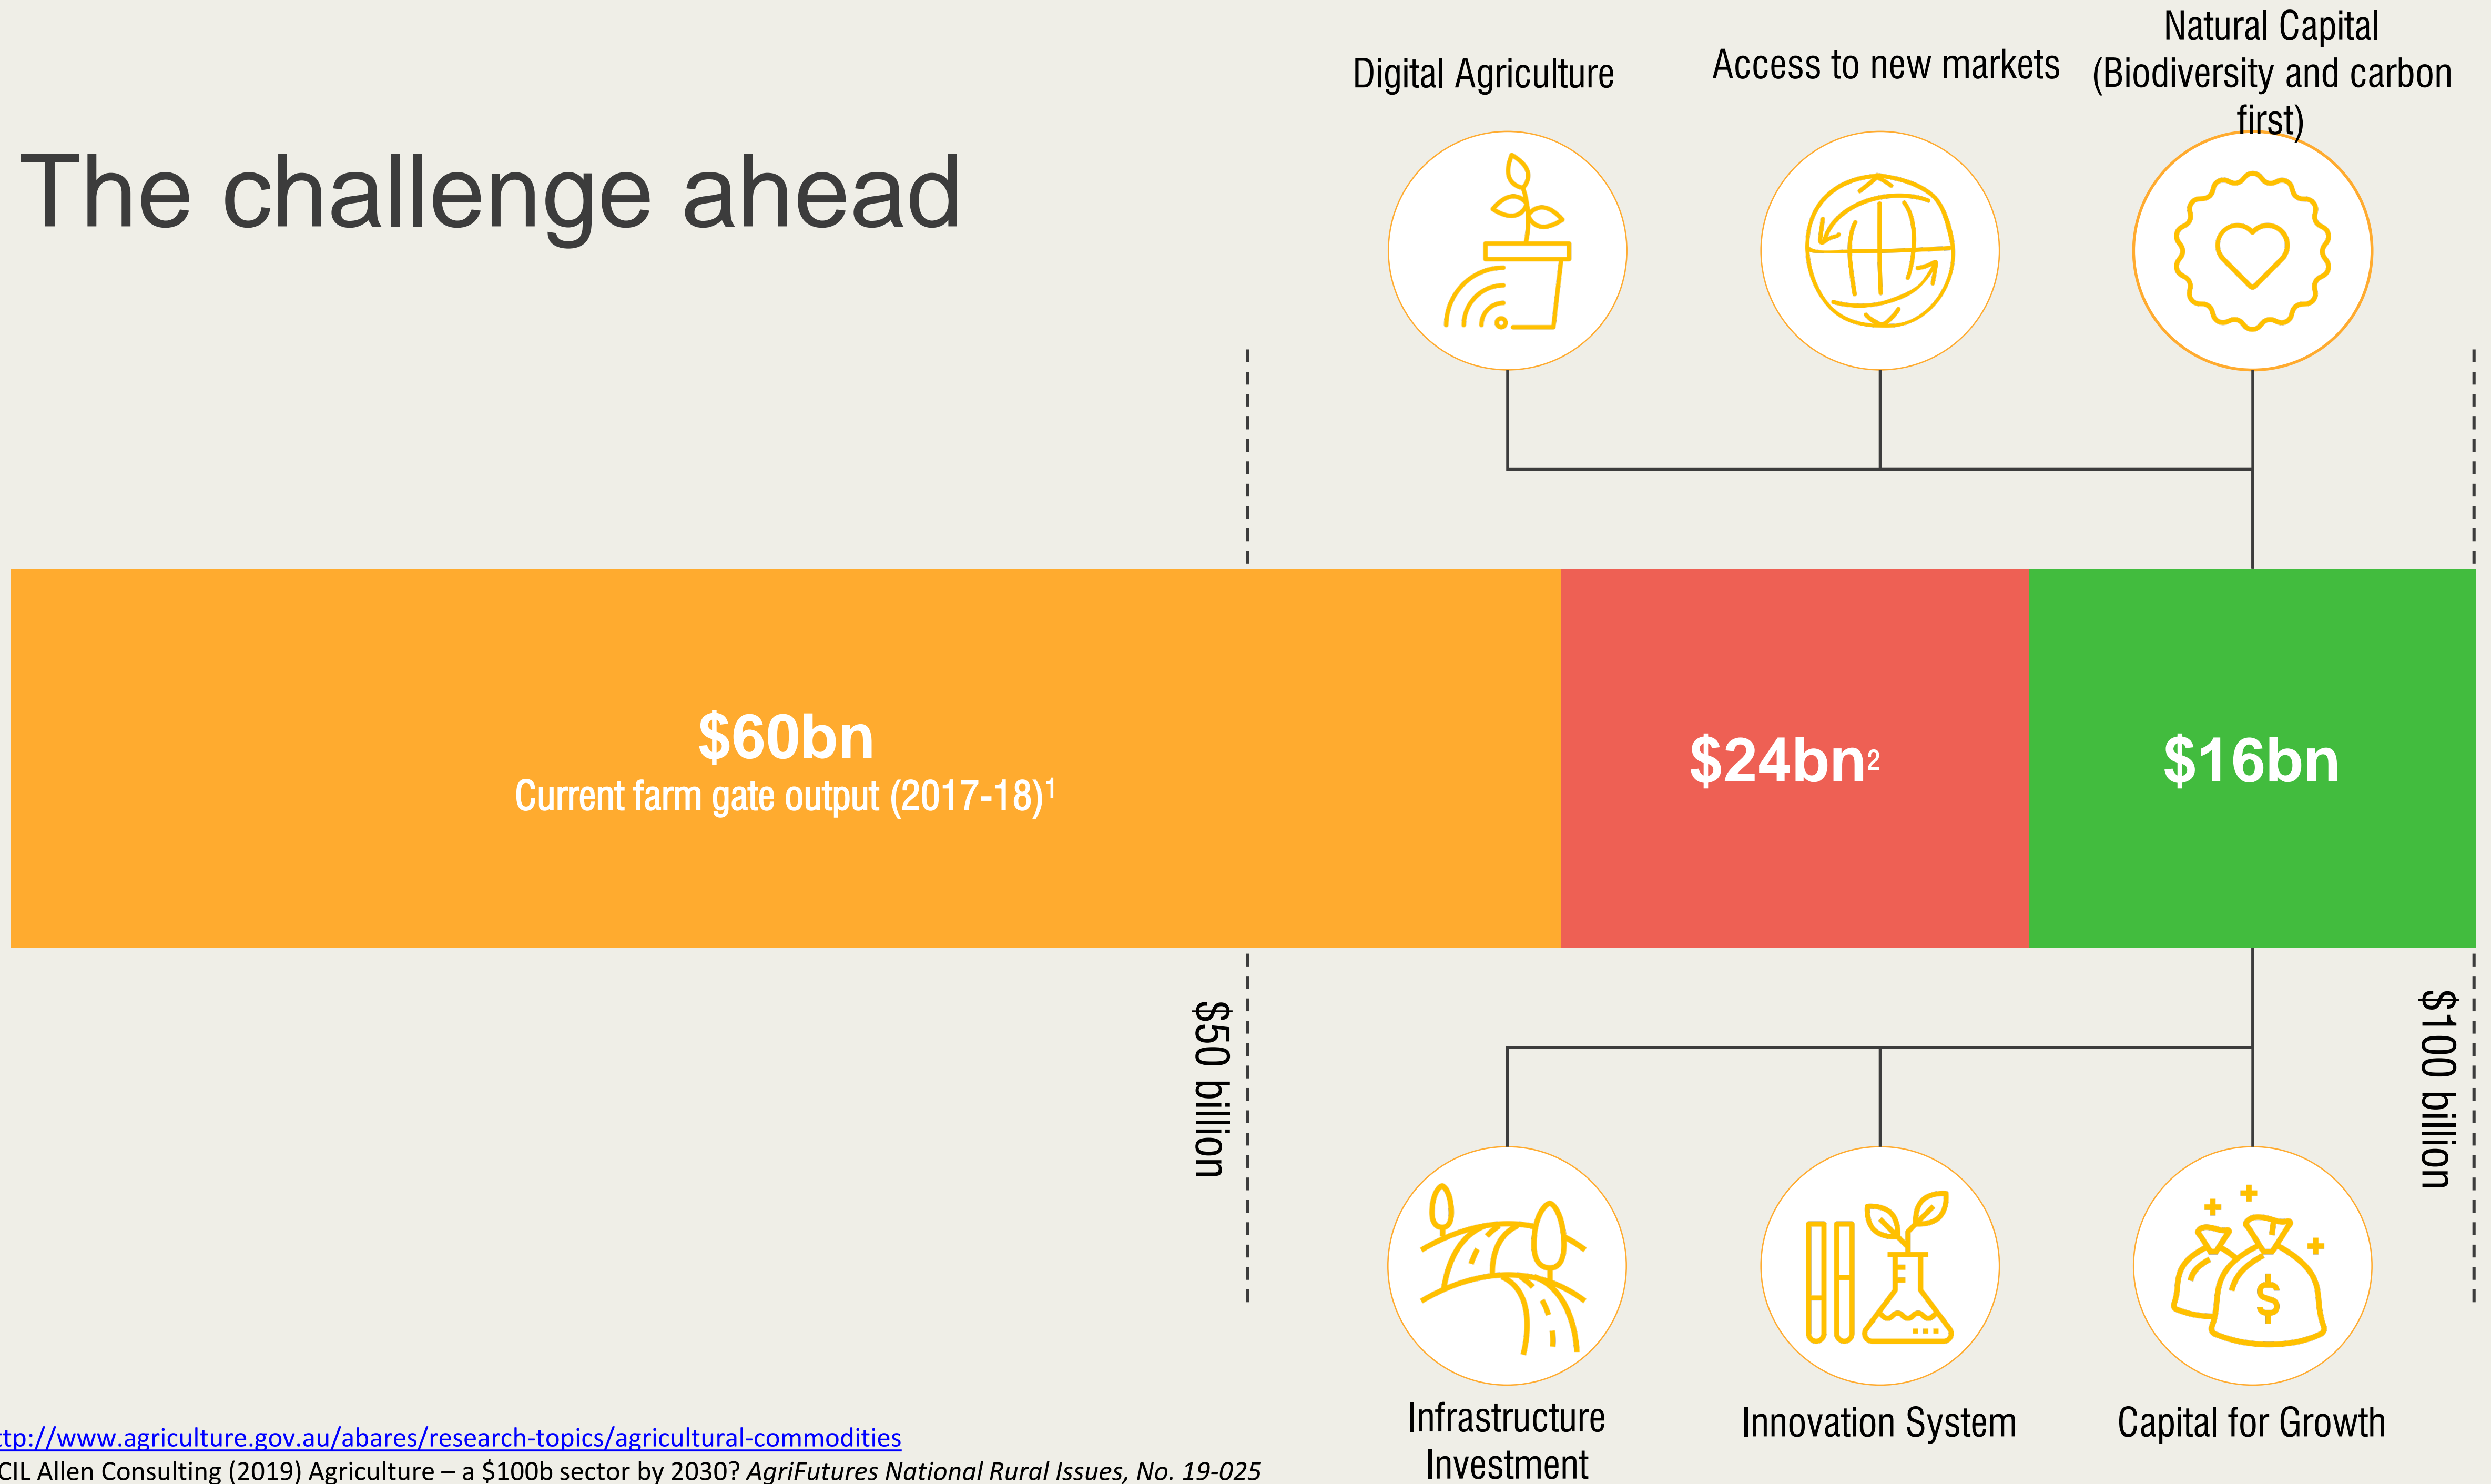 Digital Agriculture
Access to new markets
Natural Capital
(Biodiversity and carbon
first)
The challenge ahead
$60bn
Current farm gate output (2017-18)¹
$24bn²
$16bn
$50 billion
$100 billion
$
Infrastructure
Investment
Innovation System
Capital for Growth
ttp://www.agriculture.gov.au/abares/research-topics/agricultural-commodities
CIL Allen Consulting (2019) Agriculture – a $100b sector by 2030? AgriFutures National Rural Issues, No. 19-025